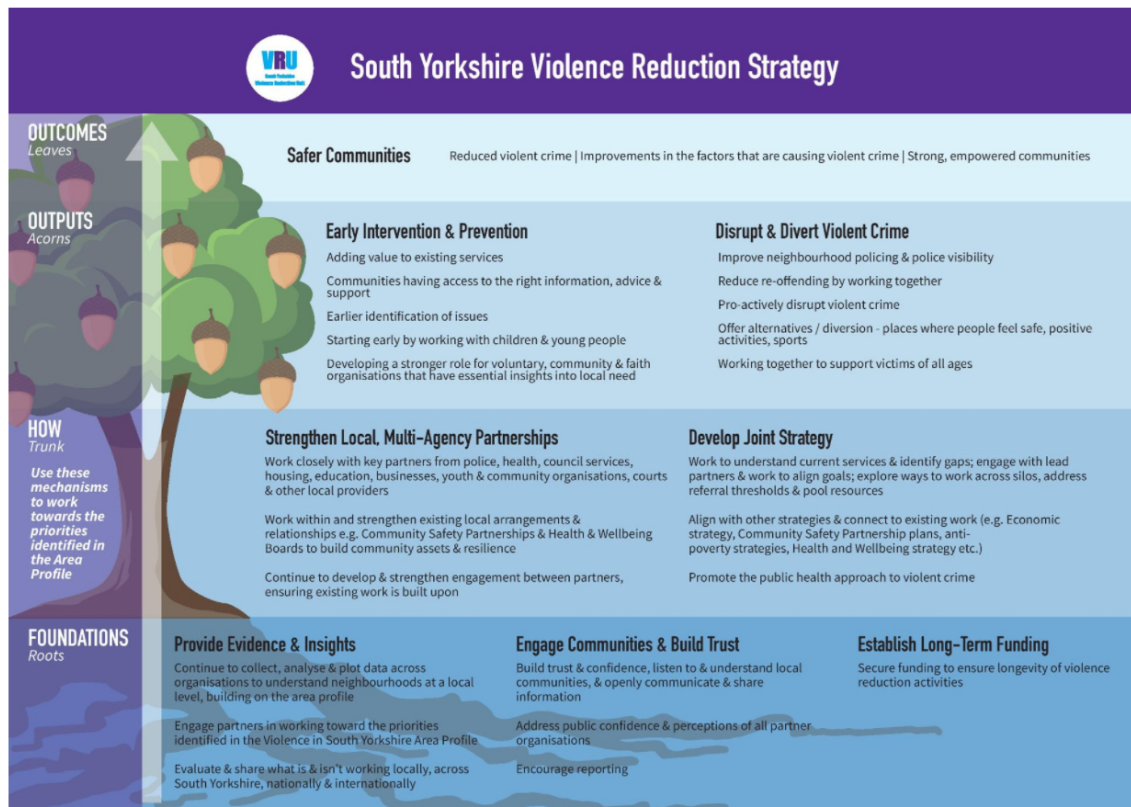 VRU
South Yorkshire
Violence Reduction Unit
South Yorkshire Violence Reduction Strategy
OUTCOMES
Leaves
Safer Communities
Reduced violent crime | Improvements in the factors that are causing violent crime | Strong, empowered communities
OUTPUTS
Acorns
Early Intervention & Prevention
Adding value to existing services
Communities having access to the right information, advice &
support
Earlier identification of issues
Starting early by working with children & young people
Developing a stronger role for voluntary, community & faith
organisations that have essential insights into local need
Disrupt & Divert Violent Crime
Improve neighbourhood policing & police visibility
Reduce re-offending by working together
Pro-actively disrupt violent crime
Offer alternatives / diversion - places where people feel safe, positive
activities, sports
Working together to support victims of all ages
HOW
Trunk
Use these
mechanisms
to work
towards the
priorities
identified in
the Area
Profile
Strengthen Local, Multi-Agency Partnerships
Work closely with key partners from police, health, council services,
housing, education, businesses, youth & community organisations, courts
& other local providers
Work within and strengthen existing local arrangements &
relationships e.g. Community Safety Partnerships & Health & Wellbeing
Boards to build community assets & resilience
Continue to develop & strengthen engagement between partners,
ensuring existing work is built upon
Develop Joint Strategy
Work to understand current services & identify gaps; engage with lead
partners & work to align goals; explore ways to work across silos, address
referral thresholds & pool resources
Align with other strategies & connect to existing work (e.g. Economic
strategy, Community Safety Partnership plans, anti-
poverty strategies, Health and Wellbeing strategy etc.)
Promote the public health approach to violent crime
FOUNDATIONS
Roots
Provide Evidence & Insights
Continue to collect, analyse & plot data across
organisations to understand neighbourhoods at a local
level, building on the area profile
Engage partners in working toward the priorities
identified in the Violence in South Yorkshire Area Profile
Evaluate & share what is & isn't working locally, across
South Yorkshire, nationally & internationally
Engage Communities & Build Trust
Build trust & confidence, listen to & understand local
communities, & openly communicate & share
information
Address public confidence & perceptions of all partner
organisations
Encourage reporting
Establish Long-Term Funding
Secure funding to ensure longevity of violence
reduction activities